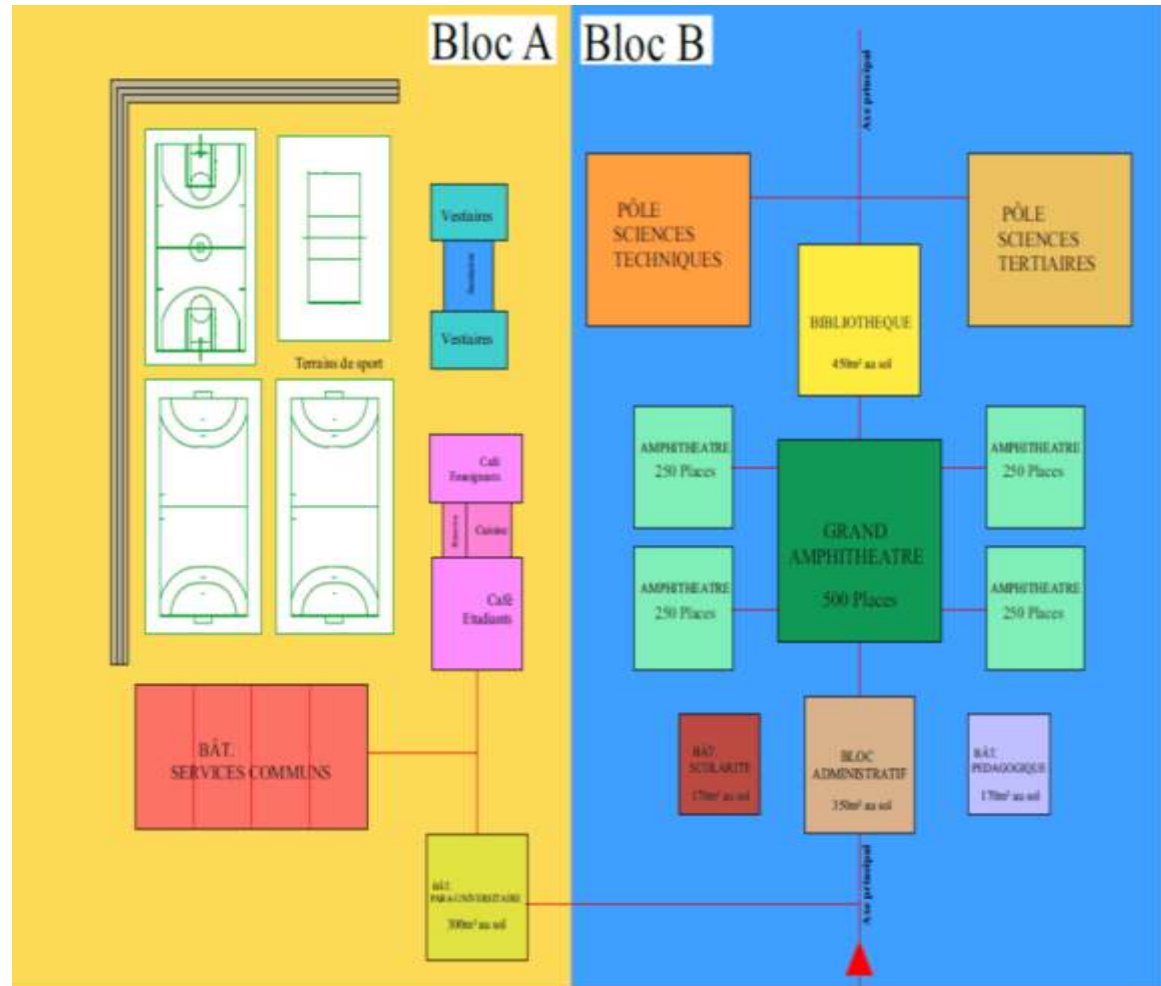 Bloc A
Bloc B
Axe principal
PÔLE
SCIENCES
TECHNIQUES
PÔLE
SCIENCES
TERTIAIRES
Vestiaires
Vestiaires
BIBLIOTHEQUE
450m² au sol
Terrains de sport
AMPHITHEATRE
250 Places
AMPHITHEATRE
250 Places
Café
Enseignants
Cuisine
GRAND
AMPHITHEATRE
500 Places
AMPHITHEATRE
250 Places
AMPHITHEATRE
250 Places
Café
Etudiants
BÂT.
SERVICES COMMUNS
BÂT.
SCOLARITE
170m² au sol
BLOC
ADMINISTRATIF
350m² au sol
BÂT.
PEDAGOGIQUE
170m² au sol
BÂT.
PARA-UNIVERSITAIRE
300m² au sol
Axe principal